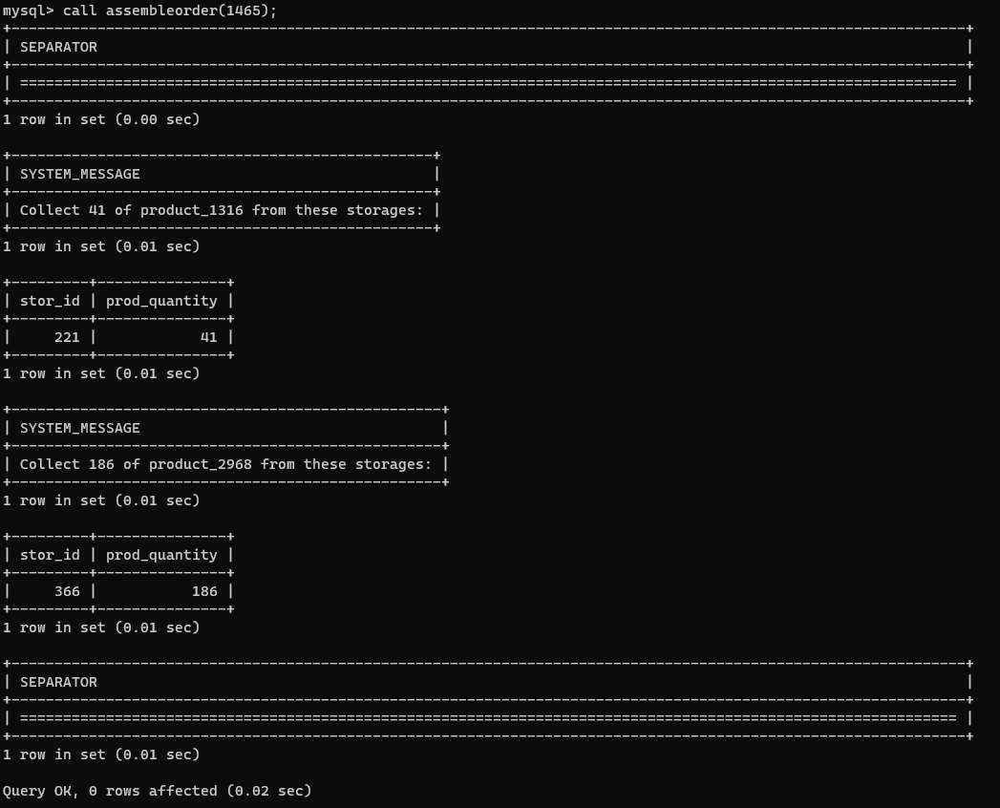 mysql> call assembleorder(1465);
+-------------------------------------------------------------------------------------------------------------+
| SEPARATOR                                                                                                     |
+-------------------------------------------------------------------------------------------------------------+
| ============================================================================================================= |
+-------------------------------------------------------------------------------------------------------------+
1 row in set (0.00 sec)
+-------------------------------------------------+
| SYSTEM_MESSAGE                                  |
+-------------------------------------------------+
| Collect 41 of product_1316 from these storages: |
+-------------------------------------------------+
1 row in set (0.01 sec)
+---------+---------------+
| stor_id | prod_quantity |
+---------+---------------+
|     221 |            41 |
+---------+---------------+
1 row in set (0.01 sec)
+--------------------------------------------------+
| SYSTEM_MESSAGE                                   |
+--------------------------------------------------+
| Collect 186 of product_2968 from these storages: |
+--------------------------------------------------+
1 row in set (0.01 sec)
+---------+---------------+
| stor_id | prod_quantity |
+---------+---------------+
|     366 |           186 |
+---------+---------------+
1 row in set (0.01 sec)
+-------------------------------------------------------------------------------------------------------------+
| SEPARATOR                                                                                                     |
+-------------------------------------------------------------------------------------------------------------+
| ============================================================================================================= |
+-------------------------------------------------------------------------------------------------------------+
1 row in set (0.01 sec)
Query OK, 0 rows affected (0.02 sec)